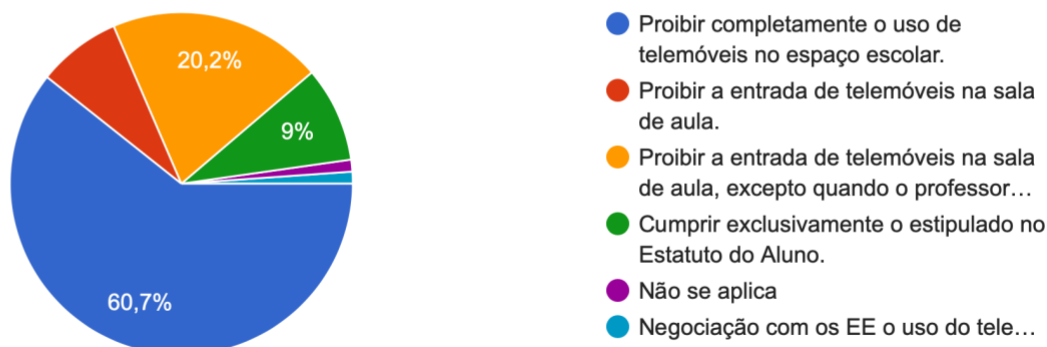 20,2%
9%
60,7%
Proibir completamente o uso de
telemóveis no espaço escolar.
Proibir a entrada de telemóveis na sala
de aula.
Proibir a entrada de telemóveis na sala
de aula, excepto quando o professor…
Cumprir exclusivamente o estipulado no
Estatuto do Aluno.
Não se aplica
Negociação com os EE o uso do tele…